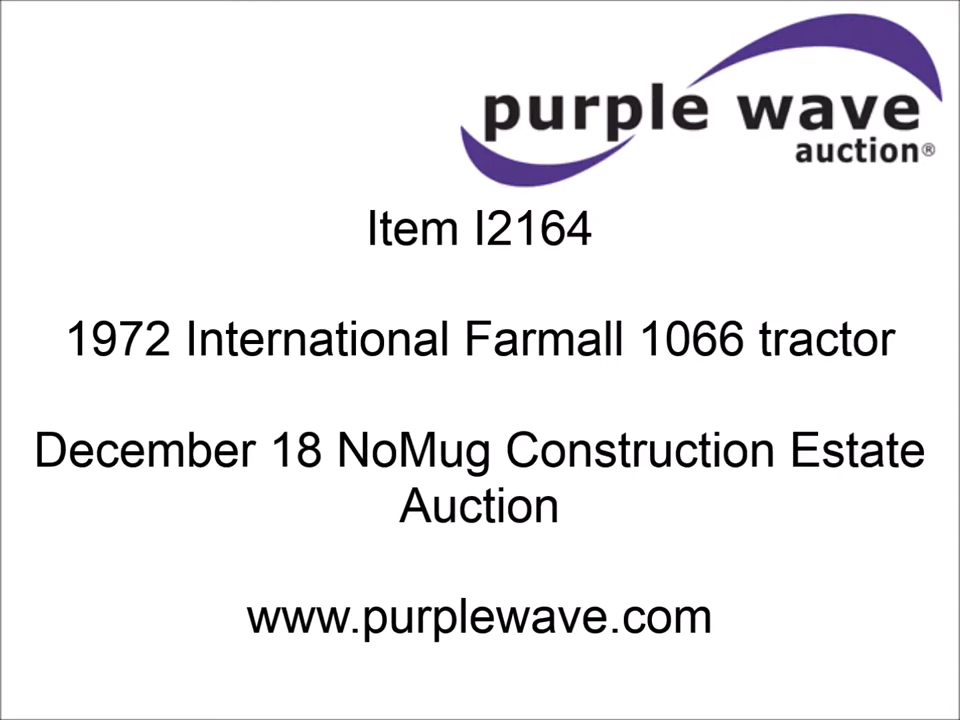 purple wave
auction®
Item I2164
1972 International Farmall 1066 tractor
December 18 NoMug Construction Estate
Auction
www.purplewave.com